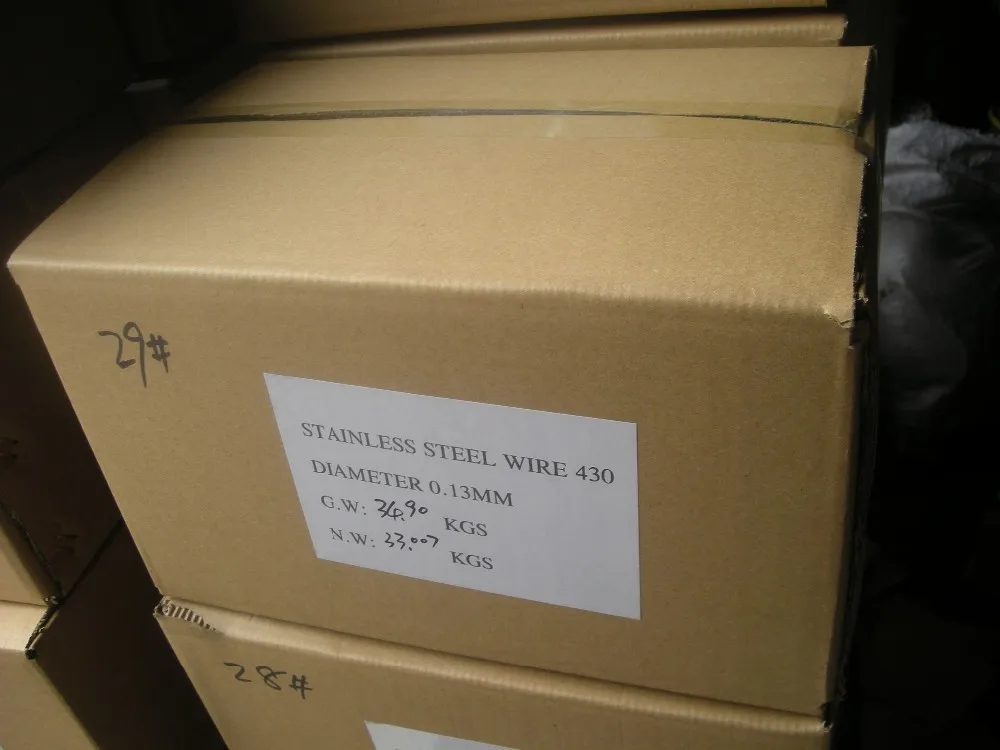 29#
STAINLESS STEEL WIRE 430
DIAMETER 0.13MM
G.W: 34.90 KGS
N.W: 33.007 KGS
28#